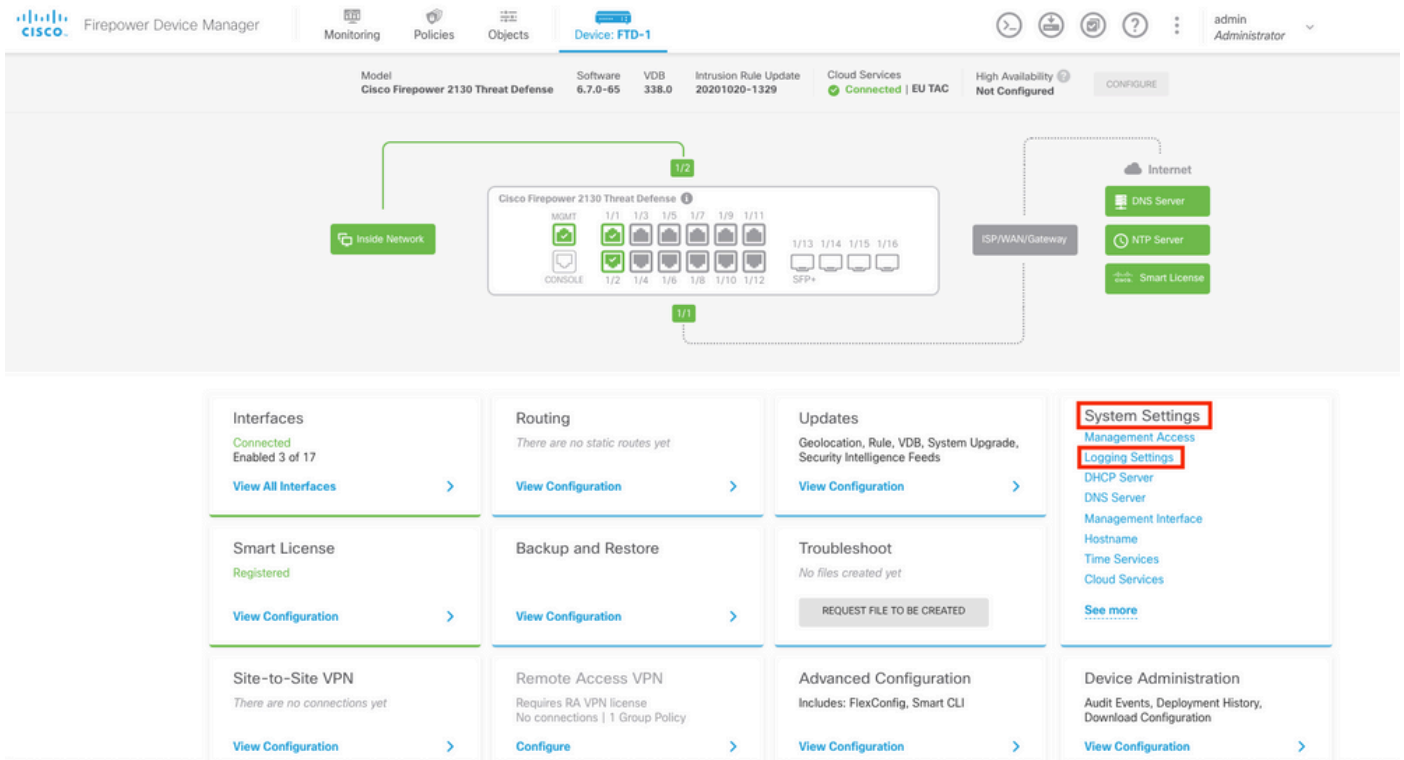 CISCO
Firepower Device Manager
Monitoring
Policies
Objects
Device: FTD-1
admin
Administrator
Model
Cisco Firepower 2130 Threat Defense
Software
6.7.0-65
VDB
338.0
Intrusion Rule Update
20201020-1329
Cloud Services
Connected | EU TAC
High Availability
Not Configured
CONFIGURE
1/2
Internet
Cisco Firepower 2130 Threat Defense
MGMT 1/1 1/3 1/5 1/7 1/9 1/11
DNS Server
Inside Network
1/13 1/14 1/15 1/16
ISP/WAN/Gateway
NTP Server
CONSOLE 1/2 1/4 1/6 1/8 1/10 1/12 SFP+
Smart License
1/1
Interfaces
Connected
Enabled 3 of 17
View All Interfaces
Routing
There are no static routes yet
View Configuration
Updates
Geolocation, Rule, VDB, System Upgrade,
Security Intelligence Feeds
View Configuration
System Settings
Management Access
Logging Settings
DHCP Server
DNS Server
Management Interface
Hostname
Time Services
Cloud Services
See more
Smart License
Registered
View Configuration
Backup and Restore
View Configuration
Troubleshoot
No files created yet
REQUEST FILE TO BE CREATED
Site-to-Site VPN
There are no connections yet
View Configuration
Remote Access VPN
Requires RA VPN license
No connections | 1 Group Policy
Configure
Advanced Configuration
Includes: FlexConfig, Smart CLI
View Configuration
Device Administration
Audit Events, Deployment History,
Download Configuration
View Configuration